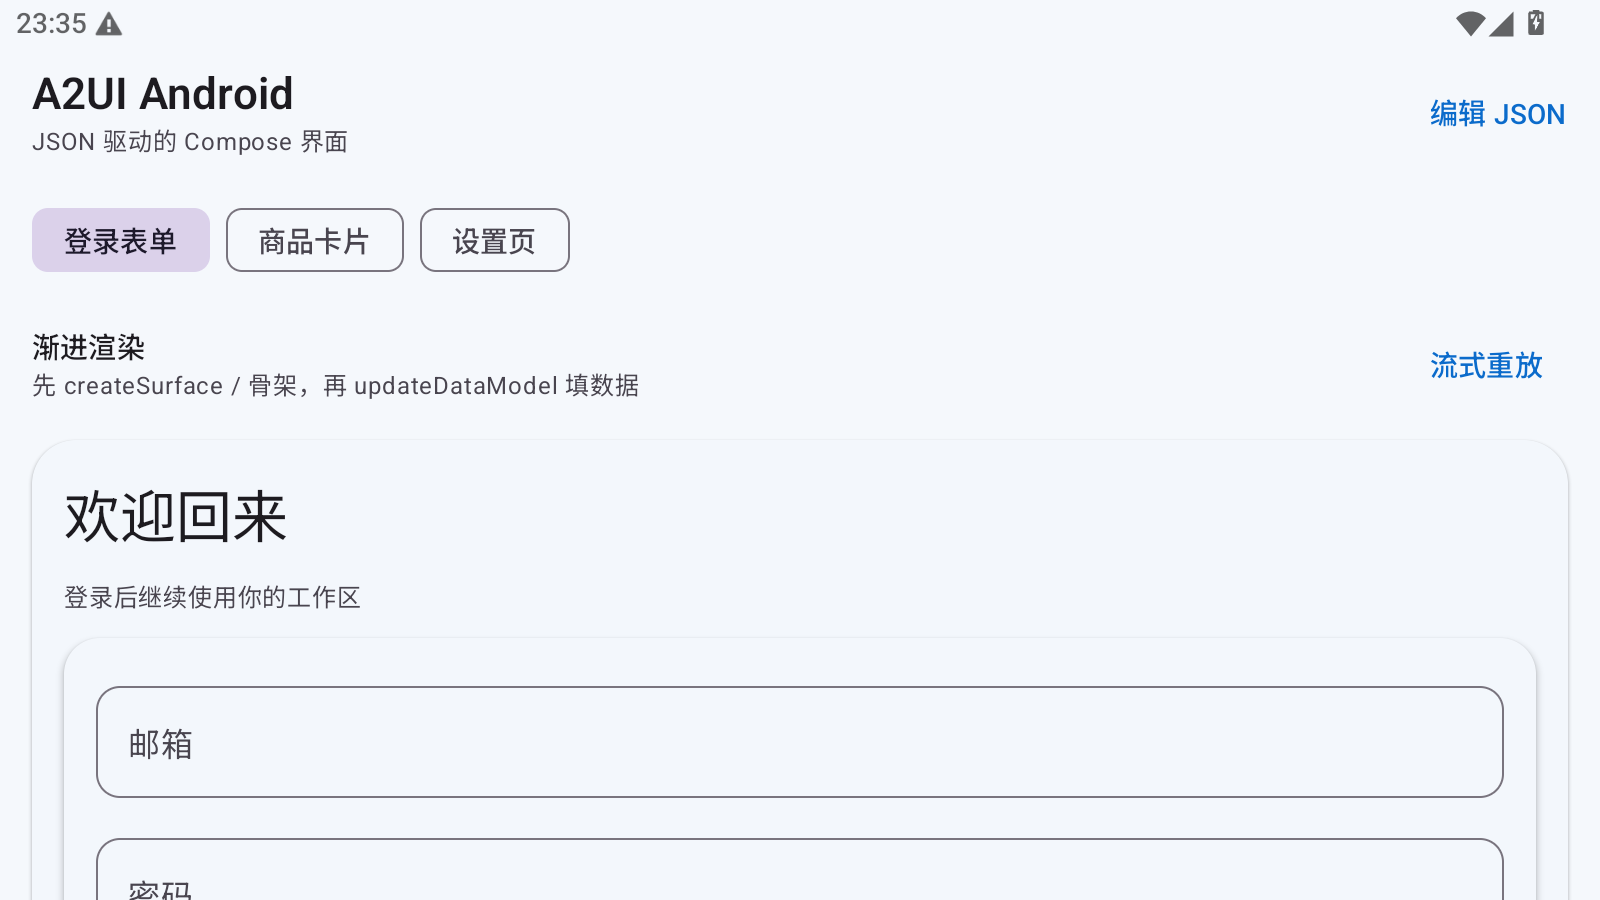 23:35
A2UI Android
JSON 驱动的 Compose 界面
编辑 JSON
登录表单
商品卡片
设置页
渐进渲染
先 createSurface / 骨架，再 updateDataModel 填数据
流式重放
欢迎回来
登录后继续使用你的工作区
邮箱
密码